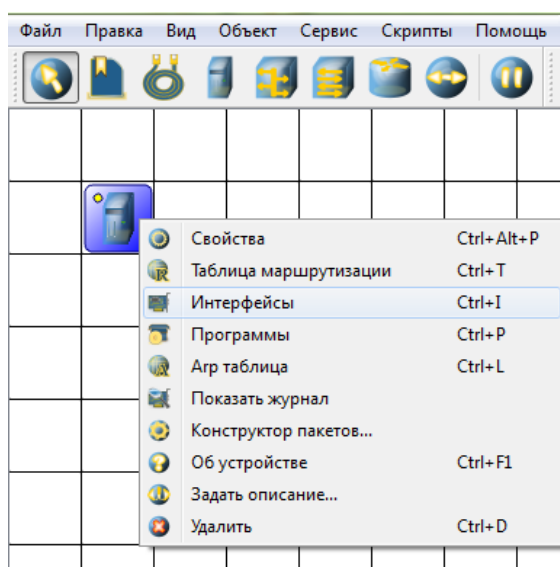 Файл Правка Вид Объект Сервис Скрипты Помощь
Свойства Ctrl+Alt+P
Таблица маршрутизации Ctrl+T
Интерфейсы Ctrl+I
Программы Ctrl+P
Arp таблица Ctrl+L
Показать журнал
Конструктор пакетов...
Об устройстве Ctrl+F1
Задать описание...
Удалить Ctrl+D